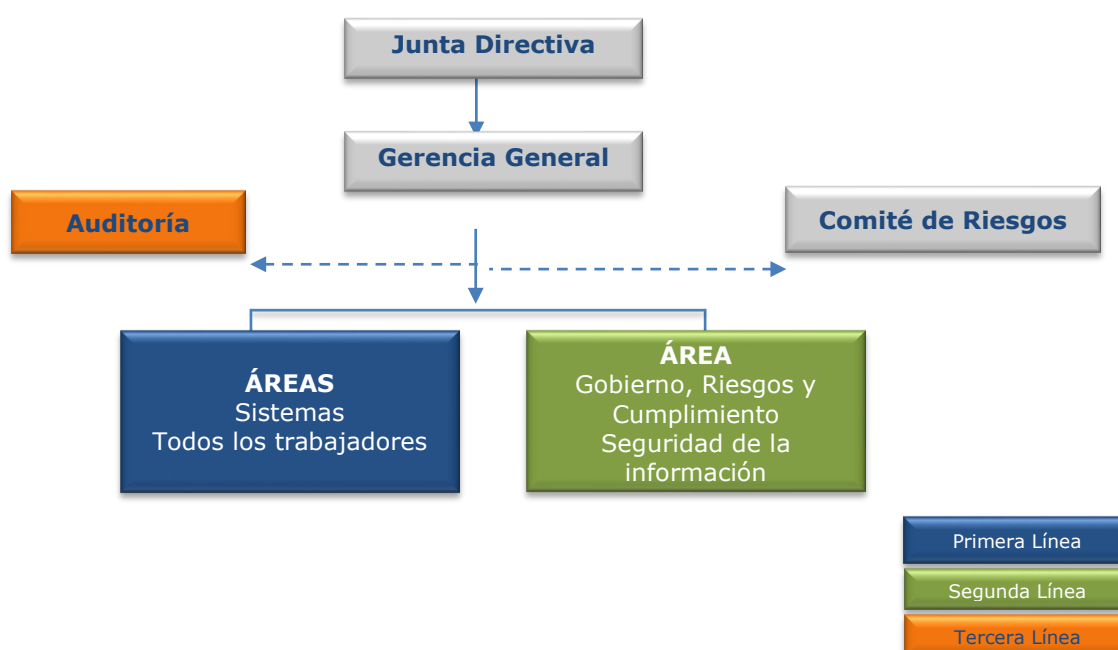 Junta Directiva
Gerencia General
Auditoría
Comité de Riesgos
ÁREAS
Sistemas
Todos los trabajadores
ÁREA
Gobierno, Riesgos y
Cumplimiento
Seguridad de la
información
Primera Línea
Segunda Línea
Tercera Línea